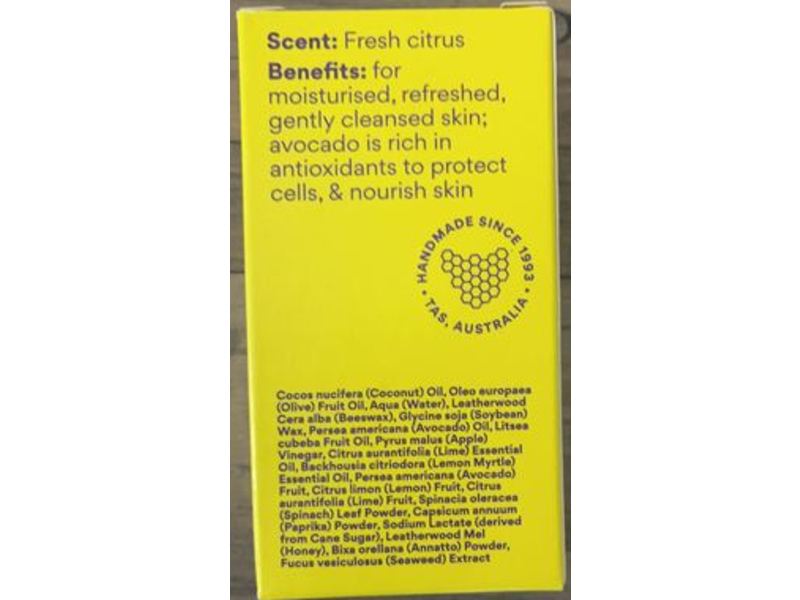 Scent: Fresh citrus
Benefits: for
moisturised, refreshed,
gently cleansed skin;
avocado is rich in
antioxidants to protect
cells, & nourish skin
HANDMADE SINCE 1993
• TAS. AUSTRALIA •
Cocos nucifera (Coconut) Oil, Oleo europaea
(Olive) Fruit Oil, Aqua (Water), Leatherwood
Cera alba (Beeswax), Glycine soja (Soybean)
Wax, Persea americana (Avocado) Oil, Litsea
cubeba Fruit Oil, Pyrus malus (Apple)
Vinegar, Citrus aurantifolia (Lime) Essential
Oil, Backhousia citriodora (Lemon Myrtle)
Essential Oil, Persea americana (Avocado)
Fruit, Citrus limon (Lemon) Fruit, Citrus
aurantifolia (Lime) Fruit, Spinacia oleracea
(Spinach) Leaf Powder, Capsicum annuum
(Paprika) Powder, Sodium Lactate (derived
from Cane Sugar), Leatherwood Mel
(Honey), Bixa orellana (Annatto) Powder,
Fucus vesiculosus (Seaweed) Extract